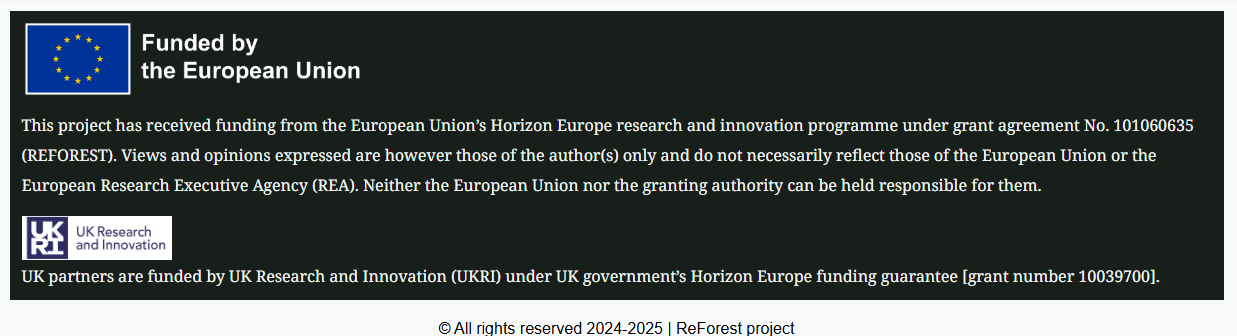 Funded by
the European Union
This project has received funding from the European Union’s Horizon Europe research and innovation programme under grant agreement No. 101060635
(REFOREST). Views and opinions expressed are however those of the author(s) only and do not necessarily reflect those of the European Union or the
European Research Executive Agency (REA). Neither the European Union nor the granting authority can be held responsible for them.
UK
RI
UK Research
and Innovation
UK partners are funded by UK Research and Innovation (UKRI) under UK government’s Horizon Europe funding guarantee [grant number 10039700].
© All rights reserved 2024-2025 | ReForest project